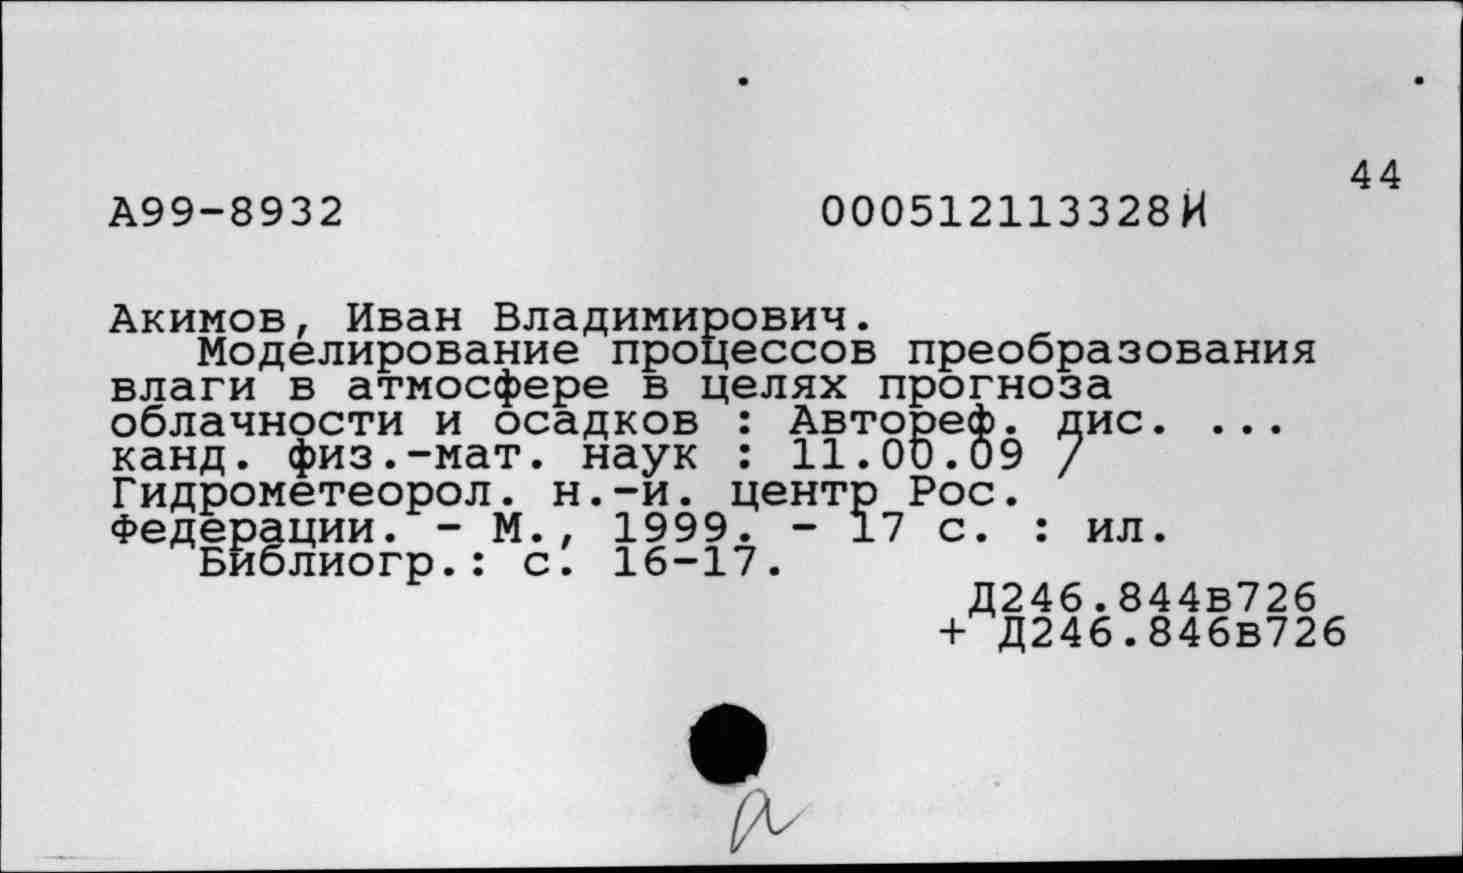 44
А99-8932 000512113328И
Акимов, Иван Владимирович.
Моделирование процессов преобразования
влаги в атмосфере в целях прогноза
облачности и осадков : Автореф. дис. ...
канд. физ.-мат. наук : 11.00.09 /
Гидрометеорол. н.-и. центр Рос.
Федерации. - М., 1999. - 17 с. : ил.
Библиогр.: с. 16-17.
Д246.844в726
+ Д246.846в726